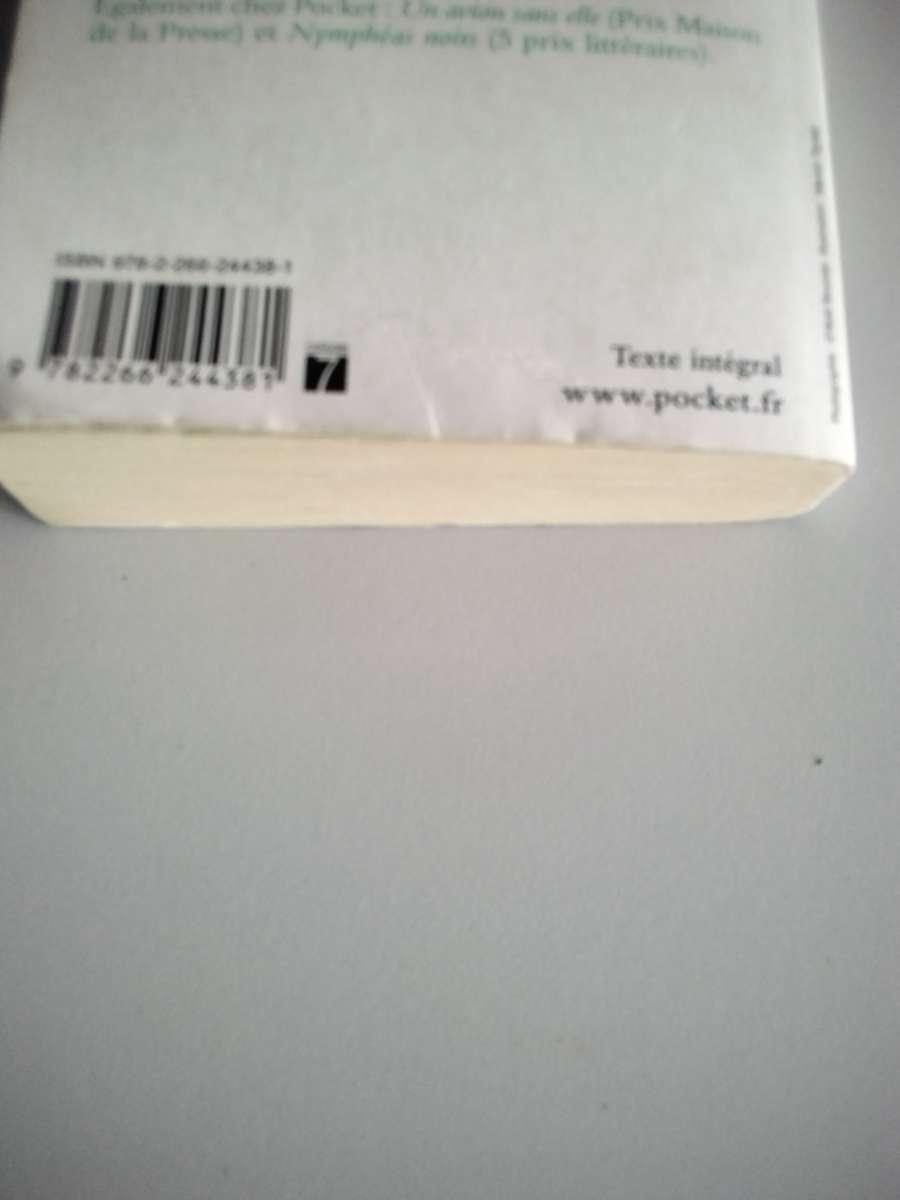 Également chez Pocket : Un avion sans elle (Prix Maison
de la Presse) et Nymphéas noirs (5 prix littéraires).
ISBN 978-2-266-24438-1
9 782266 244381
7
Texte intégral
www.pocket.fr